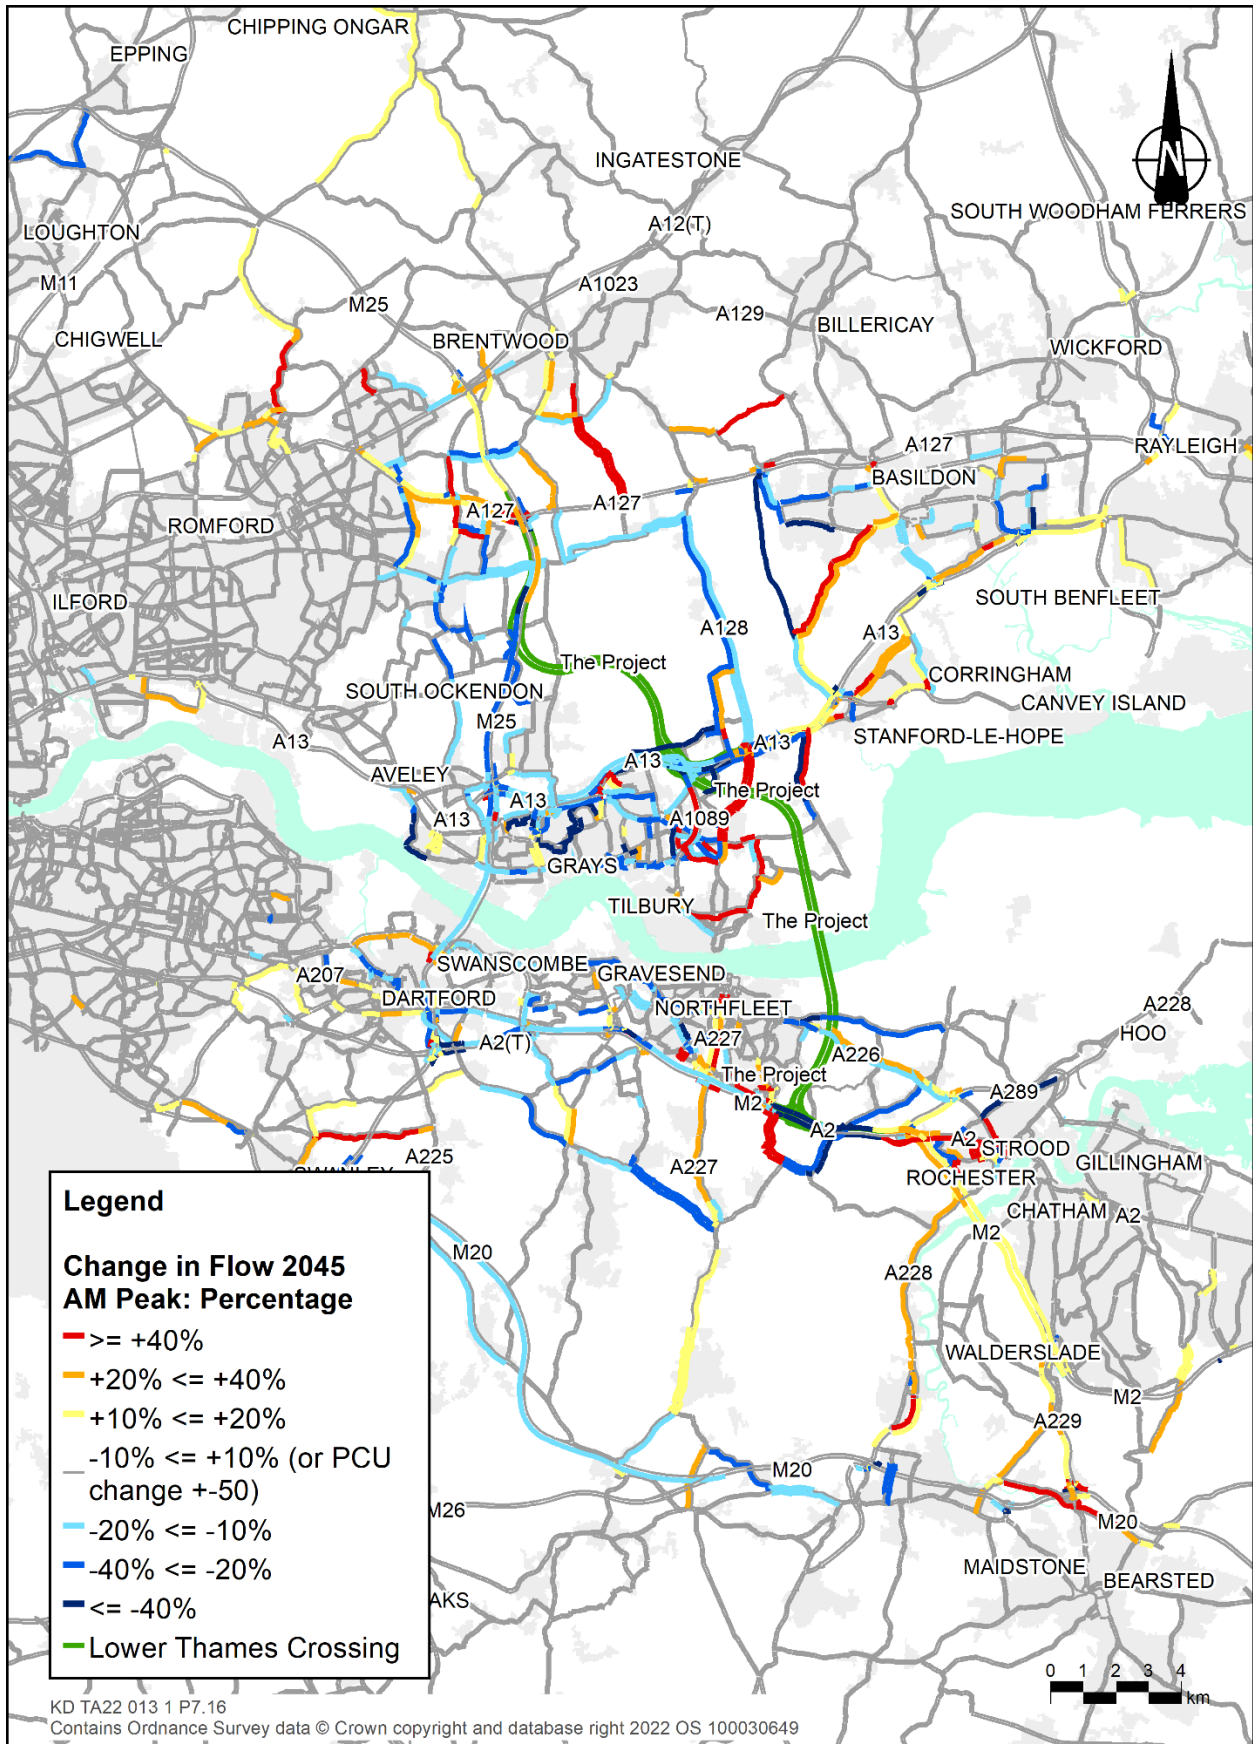 CHIPPING ONGAR
EPPING
INGATESTONE
SOUTH WOODHAM FERRERS
LOUGHTON
A12(T)
M11
A1023
M25
A129
BILLERICAY
CHIGWELL
BRENTWOOD
WICKFORD
A127
RAYLEIGH
BASILDON
A127
A127
ROMFORD
ILFORD
SOUTH BENFLEET
A128
A13
The Project
CORRINGHAM
SOUTH OCKENDON
CANVEY ISLAND
M25
STANFORD-LE-HOPE
A13
A13
A13
AVELEY
The Project
A13
A13
A1089
GRAYS
TILBURY
The Project
SWANSCOMBE
GRAVESEND
A207
DARTFORD
NORTHFLEET
A228
HOO
A2(T)
A227
A226
The Project
A289
M2
A2
A2
STROOD
A225
GILLINGHAM
SWANLEY
A227
ROCHESTER
CHATHAM
A2
M2
M20
A228
WALDERSLADE
M2
A229
M20
M26
M20
MAIDSTONE
BEARSTED
AKS
N
Legend
Change in Flow 2045
AM Peak: Percentage
>= +40%
+20% <= +40%
+10% <= +20%
-10% <= +10% (or PCU
change +-50)
-20% <= -10%
-40% <= -20%
<= -40%
Lower Thames Crossing
0 1 2 3 4
km
KD TA22 013 1 P7.16
Contains Ordnance Survey data © Crown copyright and database right 2022 OS 100030649